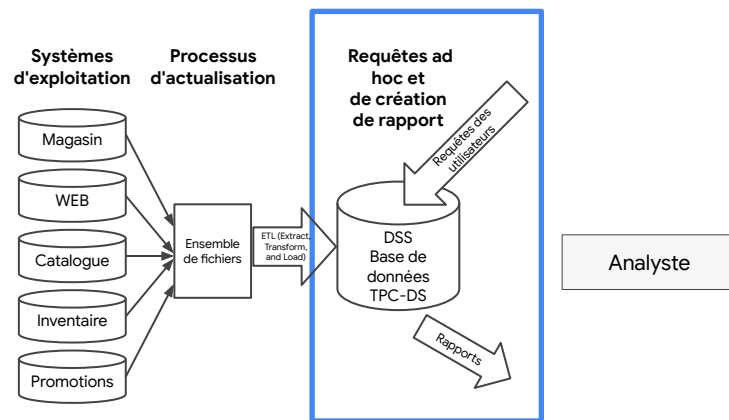 Systèmes
d'exploitation
Processus
d'actualisation
Requêtes ad
hoc et
de création
de rapport
Magasin
WEB
Catalogue
Inventaire
Promotions
Ensemble
de fichiers
ETL (Extract,
Transform,
and Load)
Requêtes des
utilisateurs
DSS
Base de
données
TPC-DS
Rapports
Analyste